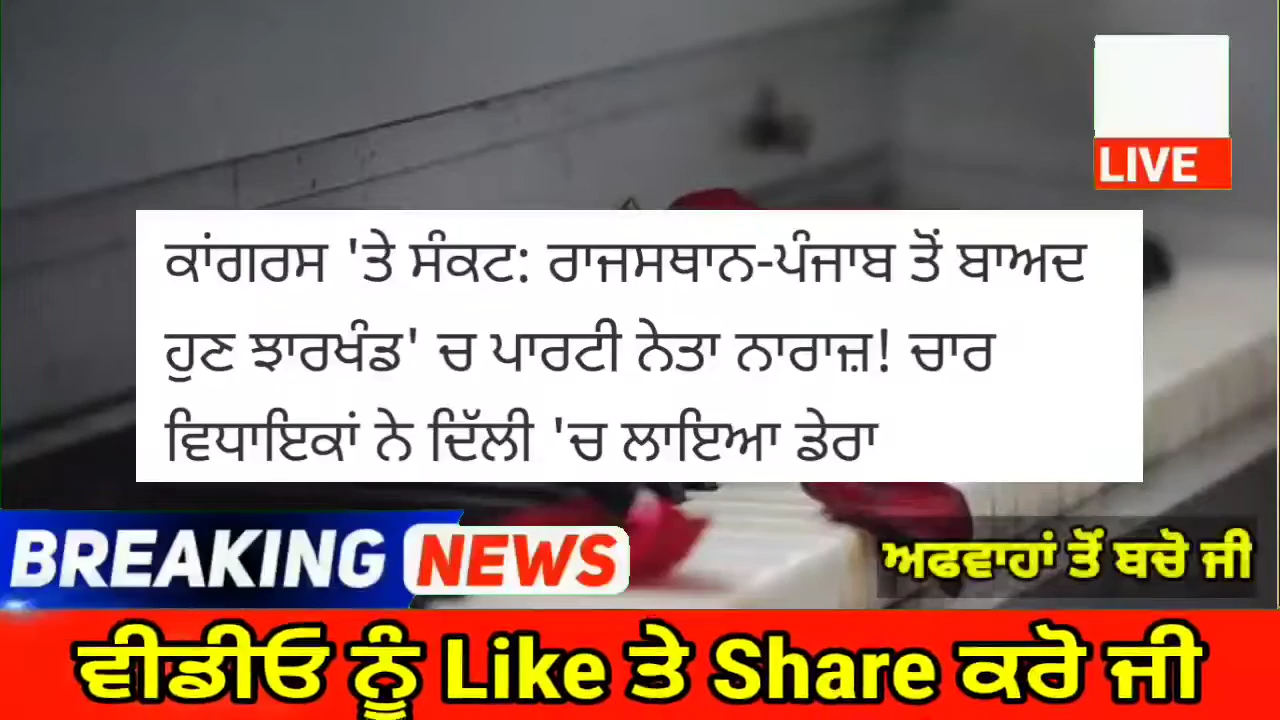 LIVE
ਕਾਂਗਰਸ 'ਤੇ ਸੰਕਟ: ਰਾਜਸਥਾਨ-ਪੰਜਾਬ ਤੋਂ ਬਾਅਦ
ਹੁਣ ਝਾਰਖੰਡ' ਚ ਪਾਰਟੀ ਨੇਤਾ ਨਾਰਾਜ਼! ਚਾਰ
ਵਿਧਾਇਕਾਂ ਨੇ ਦਿੱਲੀ 'ਚ ਲਾਇਆ ਡੇਰਾ
BREAKING NEWS
ਅਫਵਾਹਾਂ ਤੋਂ ਬਚੋ ਜੀ
ਵੀਡੀਓ ਨੂੰ Like ਤੇ Share ਕਰੋ ਜੀ